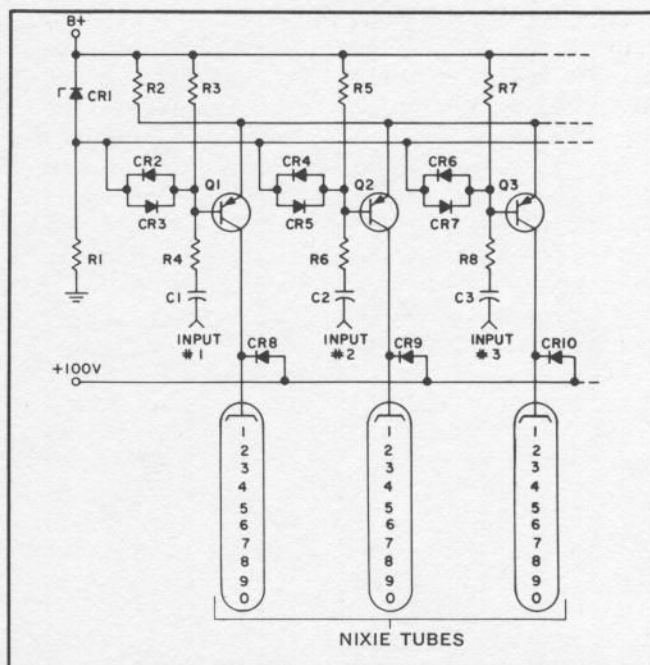 B+
CR1 R2 R3 R5 R7
CR2 Q1 CR4 Q2 CR6 Q3
CR3 CR5 CR7
R1 R4 R6 R8
C1 C2 C3
INPUT #1 INPUT #2 INPUT #3
CR8 CR9 CR10
+100V
1 1 1
2 2 2
3 3 3
4 4 4
5 5 5
6 6 6
7 7 7
8 8 8
9 9 9
0 0 0
NIXIE TUBES